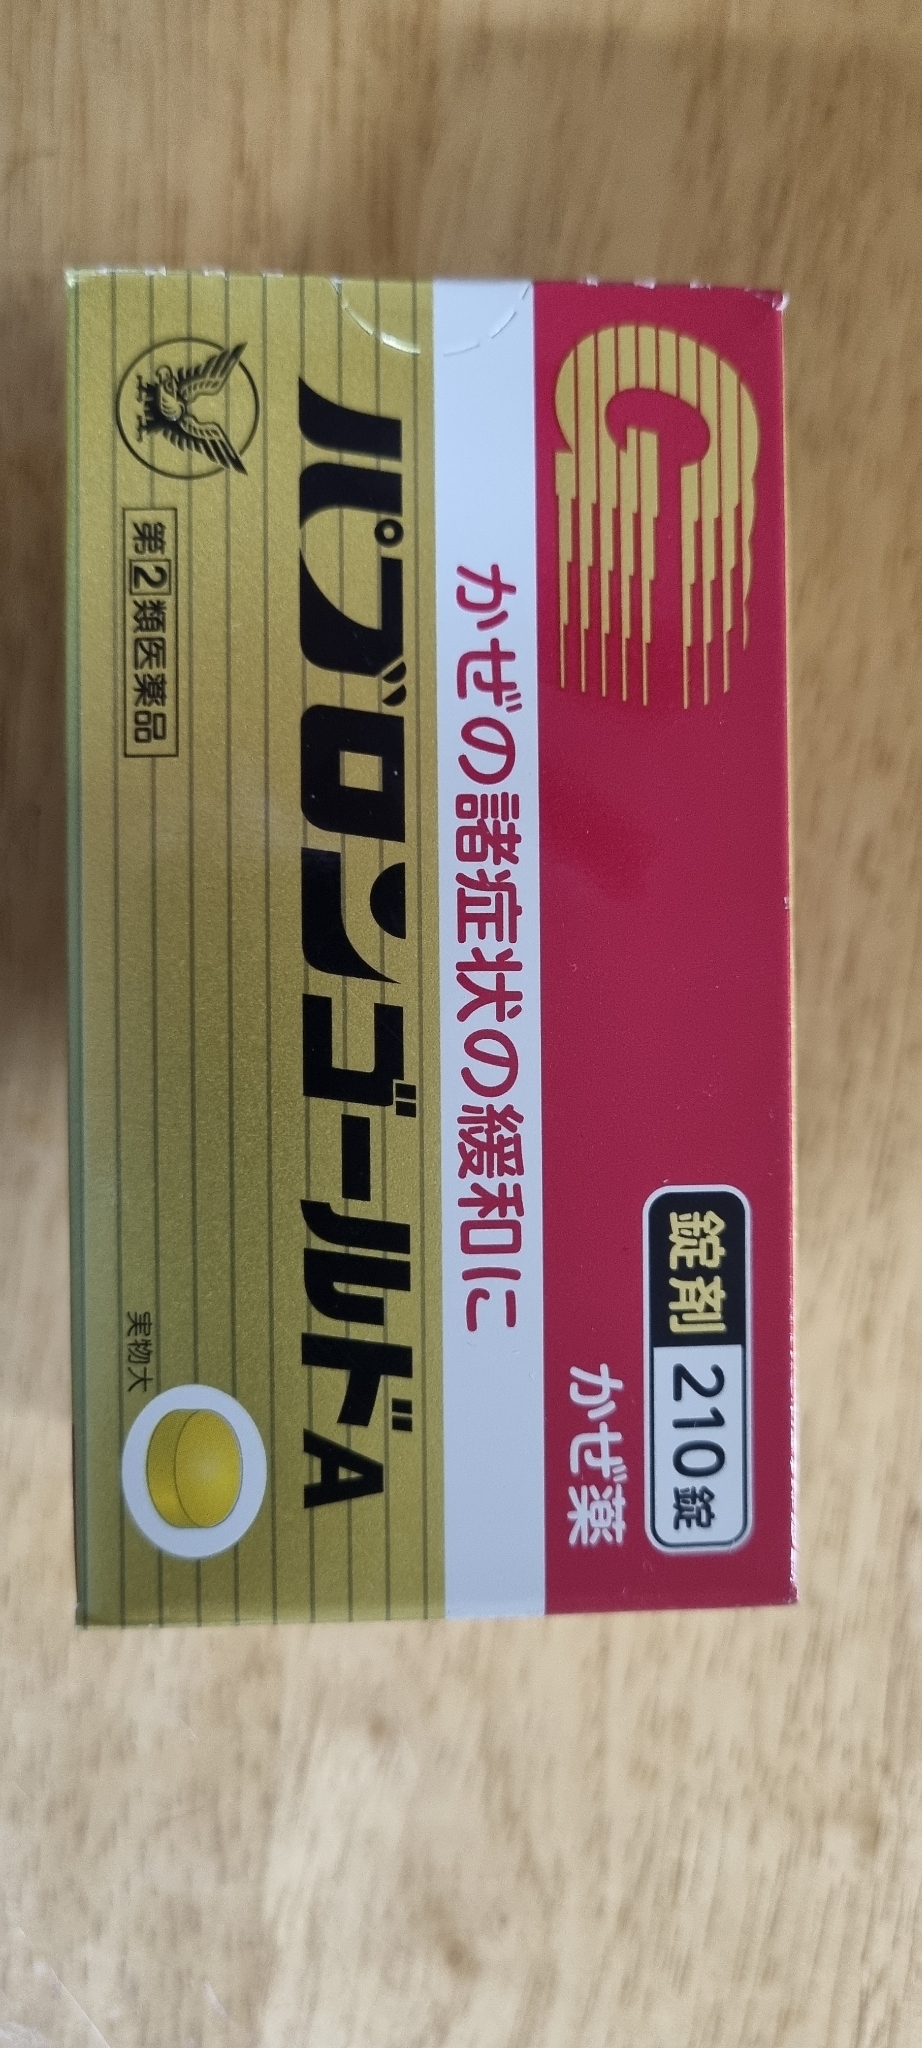 G
錠剤 210錠
かぜ薬
かぜの諸症状の緩和に
パブロンゴールドA
第2類医薬品
実物大